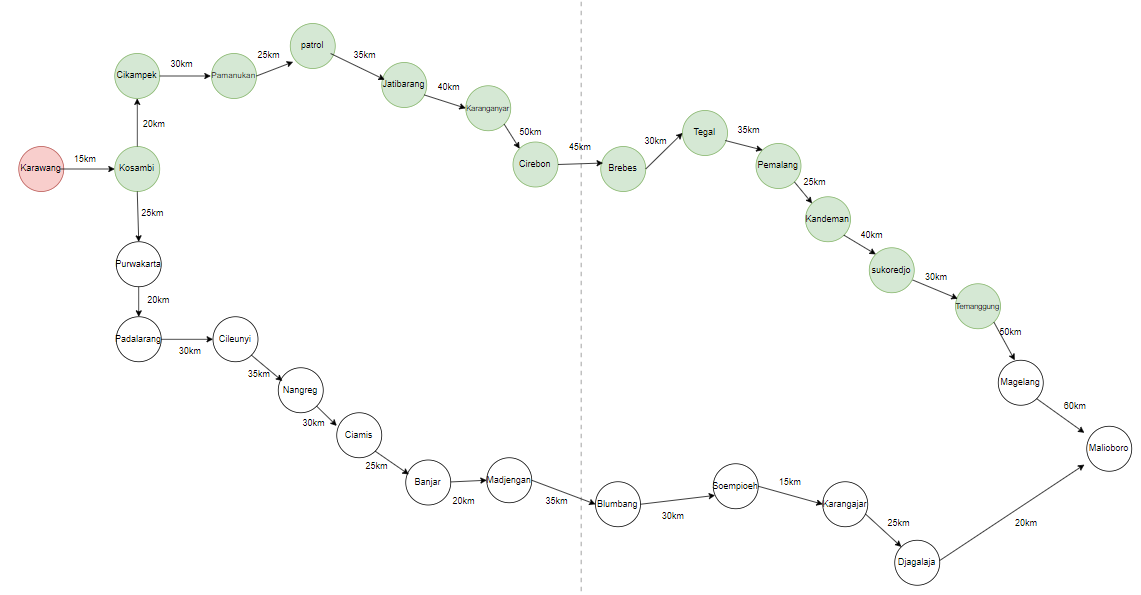 patrol
30km
25km
35km
Cikampek
Pamanukan
Jatibarang
40km
Karanganyar
20km
50km
Tegal
35km
30km
15km
45km
Karawang
Kosambi
Cirebon
Brebes
Pemalang
25km
25km
Kandeman
40km
Purwakarta
sukoredjo
30km
20km
Temanggung
50km
Padalarang
Cileunyi
30km
35km
Nangreg
Magelang
60km
30km
Ciamis
Malioboro
25km
Banjar
Madjengan
Soempioeh
15km
20km
35km
Blumbang
Karangajar
30km
25km
20km
Djagalaja